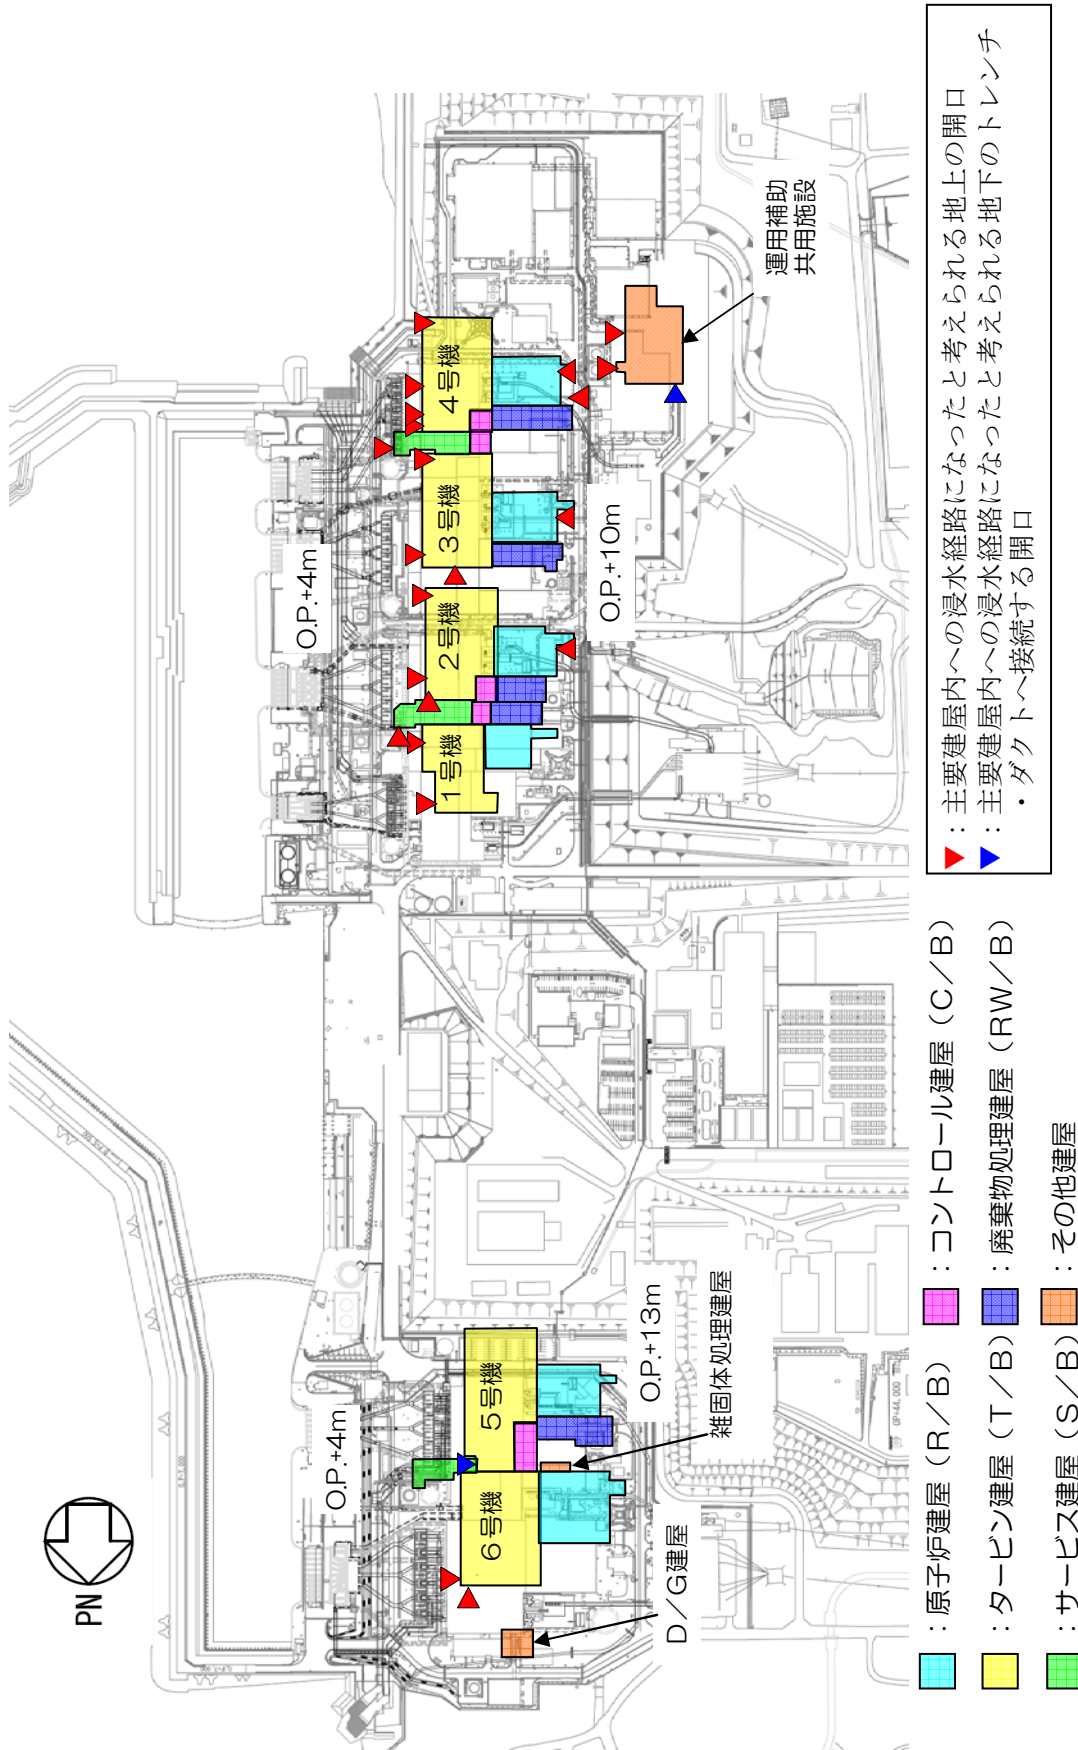 PN
O.P.+4m
6号機
5号機
O.P.+13m
雑固体処理建屋
D/G建屋
O.P.+4m
1号機
2号機
3号機
4号機
O.P.+10m
運用補助
共用施設
OP+44,000
：原子炉建屋（R/B）
：タービン建屋（T/B）
：サービス建屋（S/B）
：コントロール建屋（C/B）
：廃棄物処理建屋（RW/B）
：その他建屋
：主要建屋内への浸水経路になったと考えられる地上の開口
：主要建屋内への浸水経路になったと考えられる地下のトレンチ
・ダクトへ接続する開口